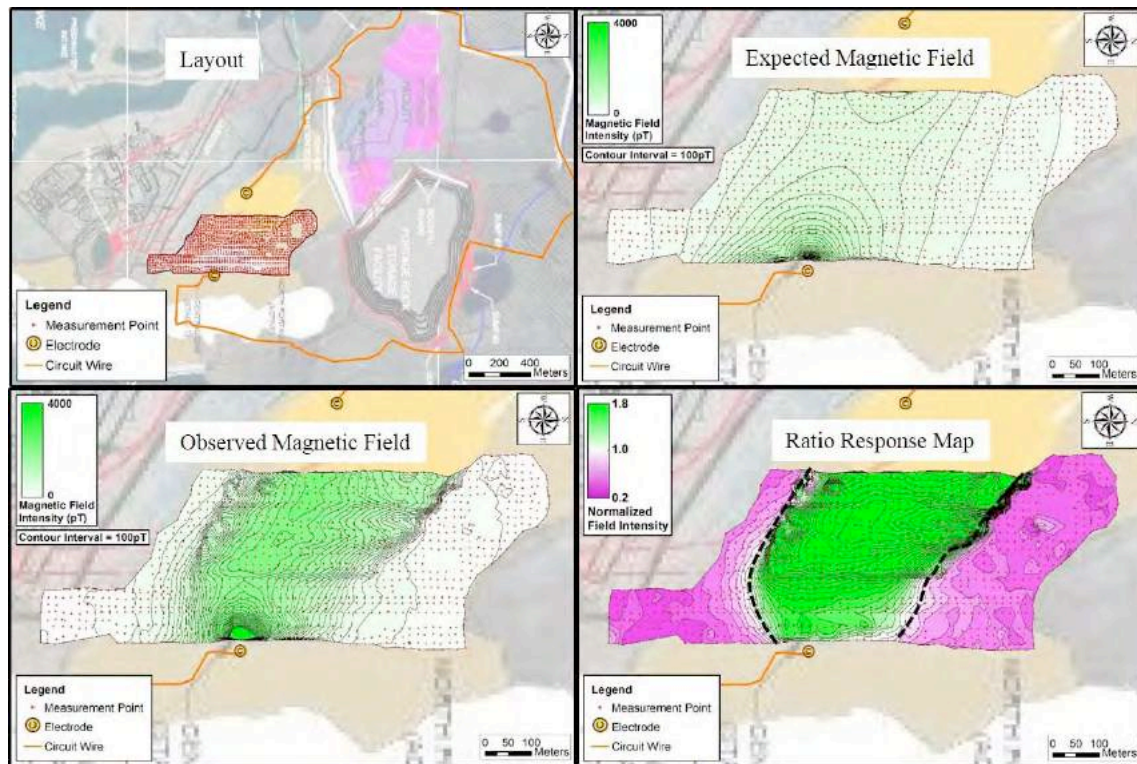 Layout
Legend
Measurement Point
Electrode
Circuit Wire
0 200 400
Meters
4000
0
Magnetic Field
Intensity (pT)
Contour Interval = 100pT
Expected Magnetic Field
Legend
Measurement Point
Electrode
Circuit Wire
0 50 100
Meters
4000
0
Magnetic Field
Intensity (pT)
Contour Interval = 100pT
Observed Magnetic Field
Legend
Measurement Point
Electrode
Circuit Wire
0 50 100
Meters
1.8
1.0
0.2
Normalized
Field Intensity
Ratio Response Map
Legend
Measurement Point
Electrode
Circuit Wire
0 50 100
Meters